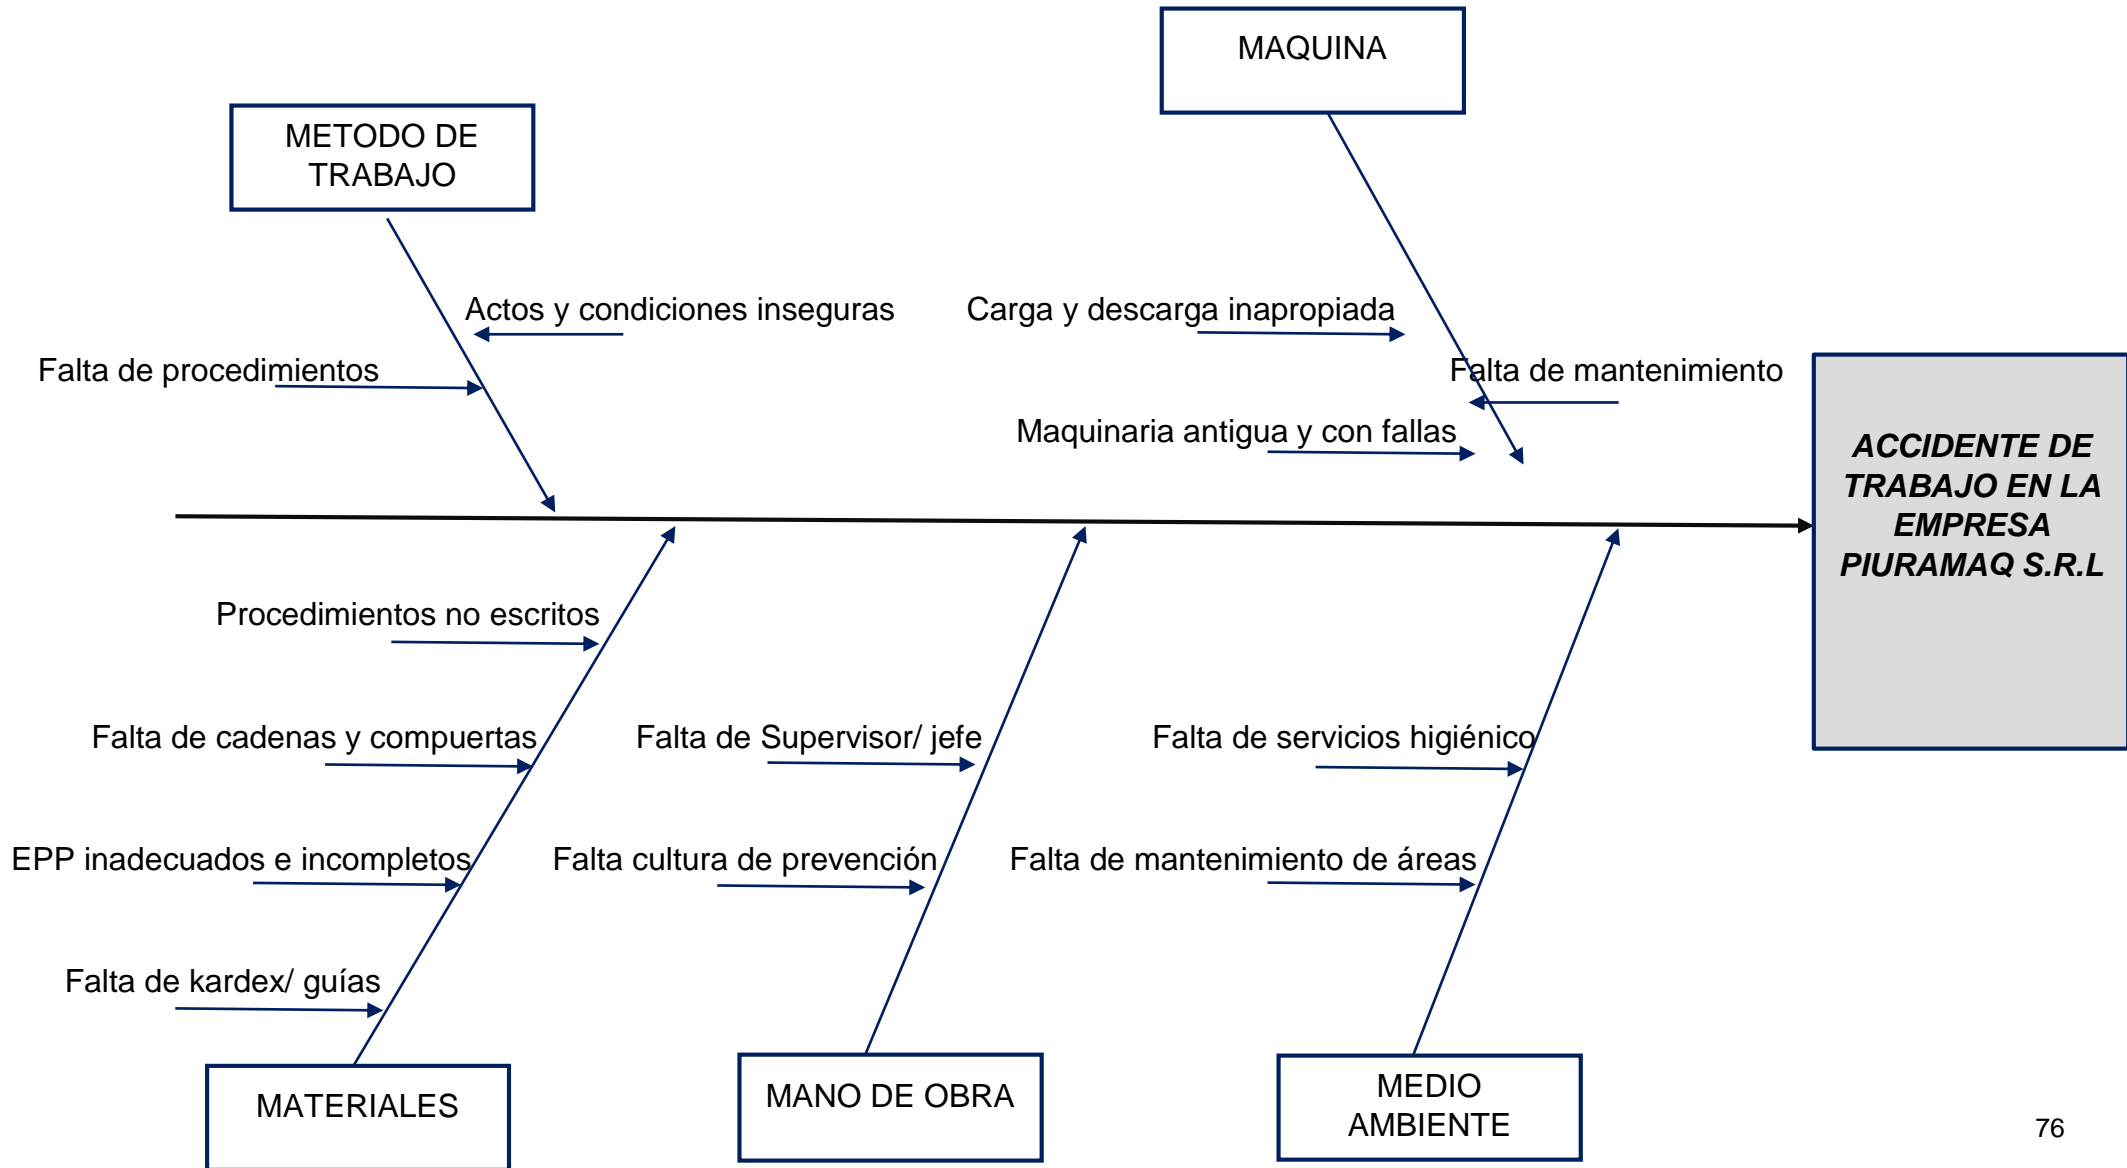 MAQUINA
METODO DE
TRABAJO
Actos y condiciones inseguras
Carga y descarga inapropiada
Falta de procedimientos
Falta de mantenimiento
Maquinaria antigua y con fallas
ACCIDENTE DE
TRABAJO EN LA
EMPRESA
PIURAMAQ S.R.L
Procedimientos no escritos
Falta de cadenas y compuertas
Falta de Supervisor/ jefe
Falta de servicios higiénico
EPP inadecuados e incompletos
Falta cultura de prevención
Falta de mantenimiento de áreas
Falta de kardex/ guías
MATERIALES
MANO DE OBRA
MEDIO
AMBIENTE
76